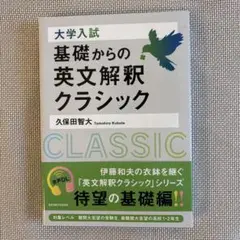 大学入試
基礎からの
英文解釈
クラシック
久保田智大
CLASSIC
伊藤和夫の衣鉢を継ぐ
「英文解釈クラシック」シリーズ
待望の基礎編!!